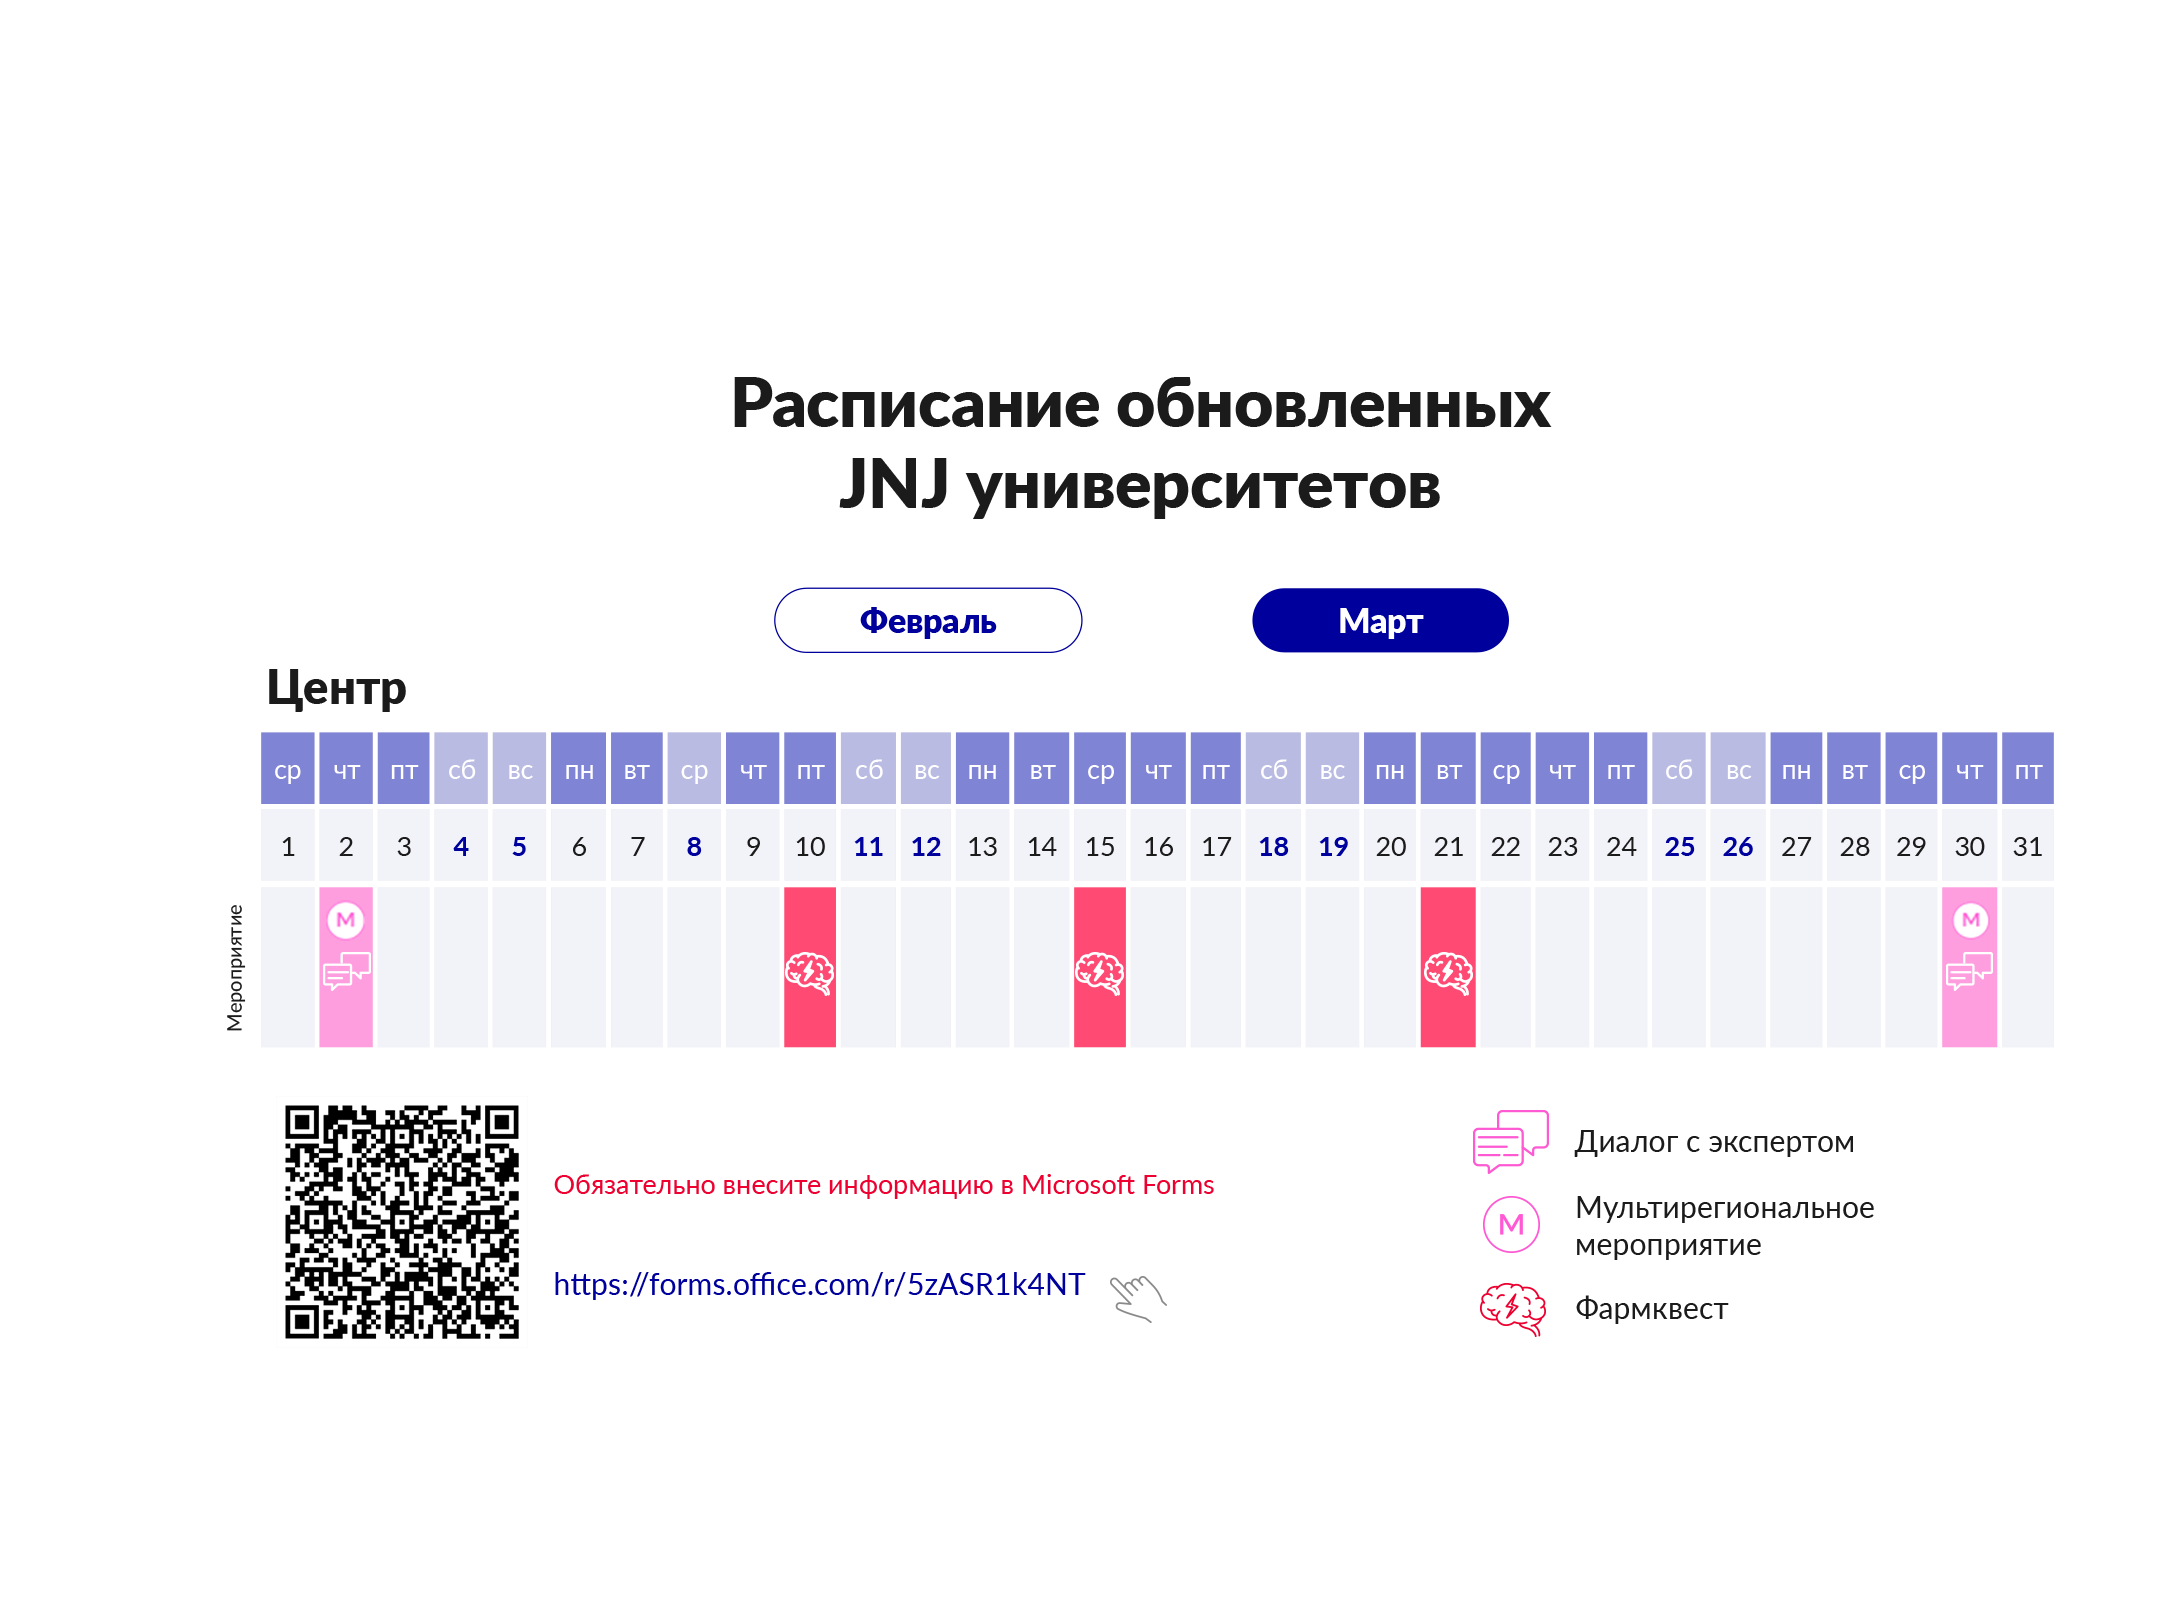 Расписание обновленных
JNJ университетов
Февраль Март
Центр
ср чт пт сб вс пн вт ср чт пт сб вс пн вт ср чт пт сб вс пн вт ср чт пт сб вс пн вт ср чт пт
1 2 3 4 5 6 7 8 9 10 11 12 13 14 15 16 17 18 19 20 21 22 23 24 25 26 27 28 29 30 31
Мероприятие
M M
Обязательно внесите информацию в Microsoft Forms
https://forms.office.com/r/5zASR1k4NT
Диалог с экспертом
M
Мультирегиональное
мероприятие
Фармквест